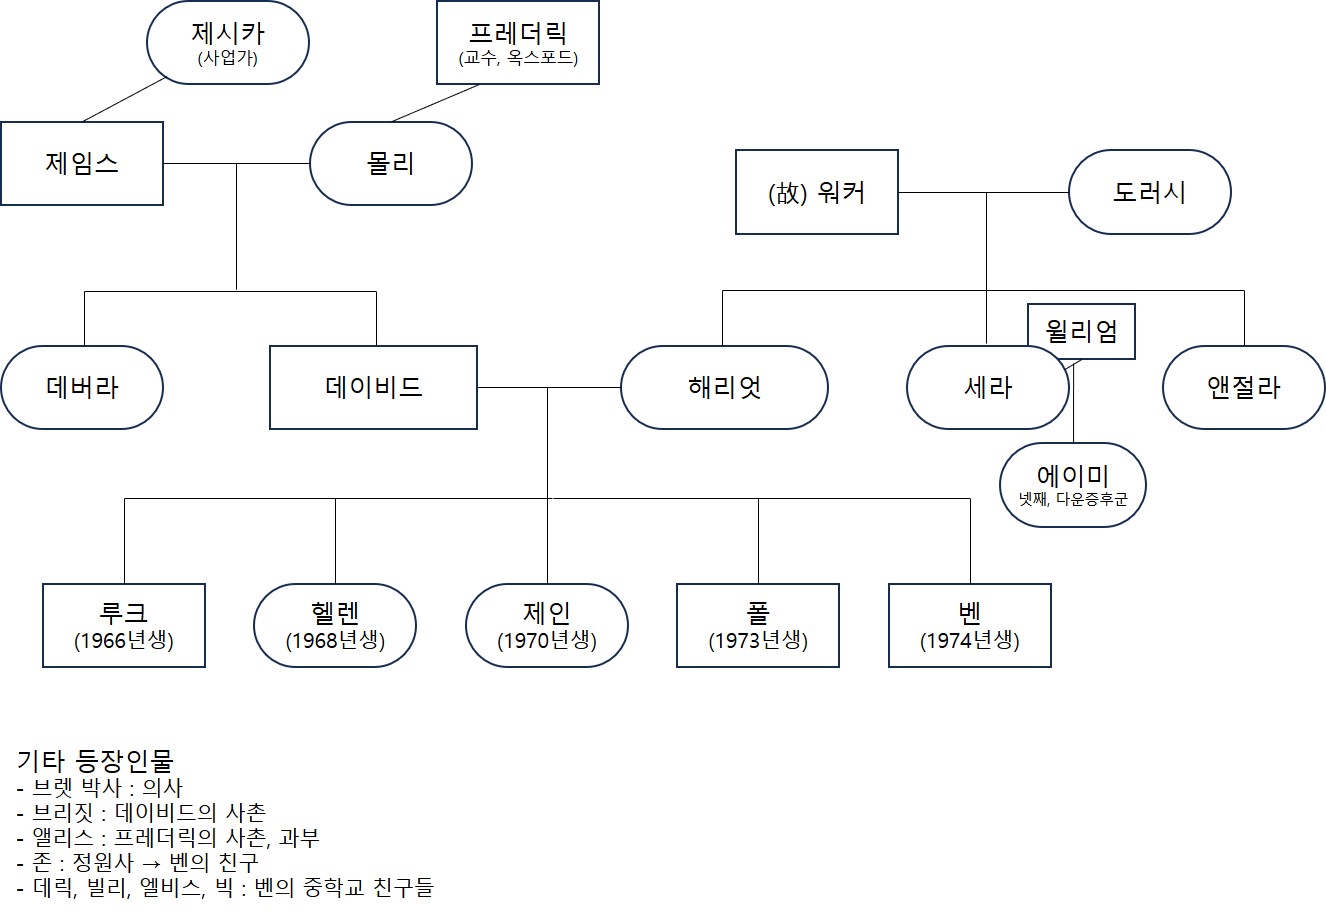 제시카
(사업가)
프레더릭
(교수, 옥스포드)
제임스
몰리
(故) 워커
도러시
윌리엄
데버라
데이비드
해리엇
세라
앤절라
에이미
넷째, 다운증후군
루크
(1966년생)
헬렌
(1968년생)
제인
(1970년생)
폴
(1973년생)
벤
(1974년생)
기타 등장인물
- 브렛 박사 : 의사
- 브리짓 : 데이비드의 사촌
- 앨리스 : 프레더릭의 사촌, 과부
- 존 : 정원사 → 벤의 친구
- 데릭, 빌리, 엘비스, 빅 : 벤의 중학교 친구들